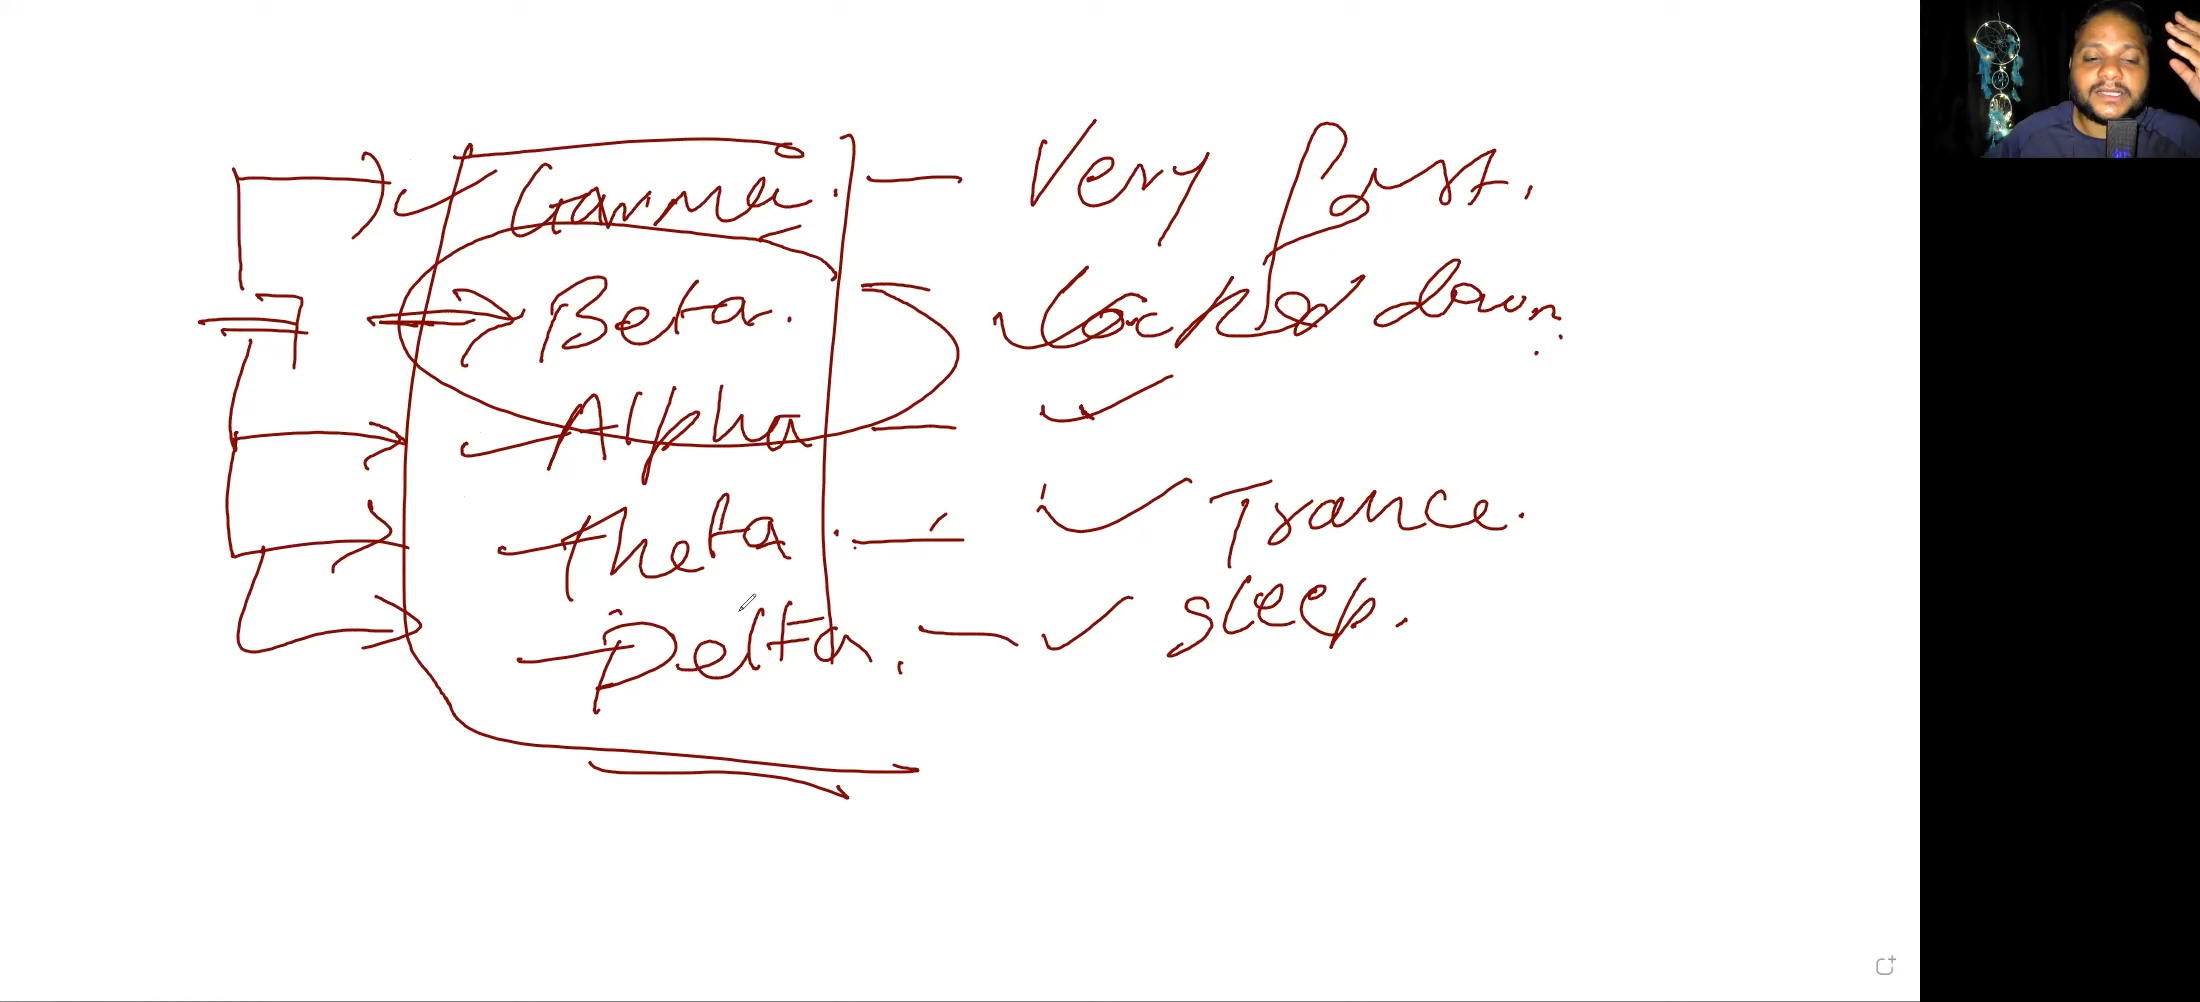 Gamma. — Very fast.
Beta. — locked down
Alpha —
theta. — Trance.
Delta. — sleep.